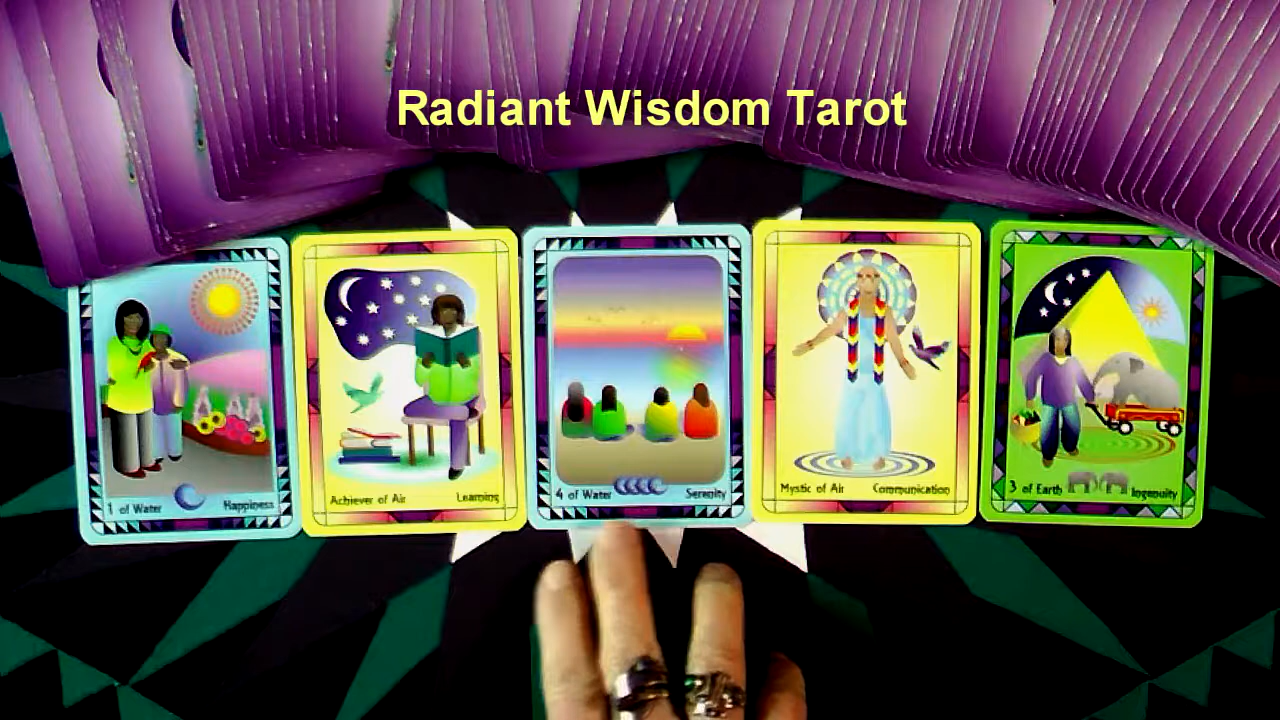 Radiant Wisdom Tarot
1 of Water Happiness
Achiever of Air Learning
4 of Water Serenity
Mystic of Air Communication
3 of Earth Ingenuity